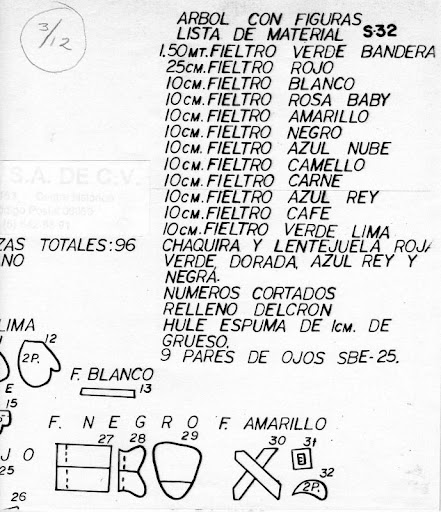 3/12
ARBOL CON FIGURAS
LISTA DE MATERIAL S-32
1.50MT. FIELTRO VERDE BANDERA
25CM. FIELTRO ROJO
10CM. FIELTRO BLANCO
10CM. FIELTRO ROSA BABY
10CM. FIELTRO AMARILLO
10CM. FIELTRO NEGRO
10CM. FIELTRO AZUL NUBE
10CM. FIELTRO CAMELLO
10CM. FIELTRO CARNE
10CM. FIELTRO AZUL REY
10CM. FIELTRO CAFE
10CM. FIELTRO VERDE LIMA
S.A. DE C.V.
ZAS TOTALES:96
ANO
CHAQUIRA Y LENTEJUELA ROJA
VERDE, DORADA, AZUL REY Y
NEGRA.
NUMEROS CORTADOS
RELLENO DELCRON
HULE ESPUMA DE 1CM. DE
GRUESO.
9 PARES DE OJOS SBE-25.
LIMA
12
2P.
F. BLANCO
13
E
15
F. NEGRO
27
28
29
F. AMARILLO
30
31
32
2P.
JO
25
26